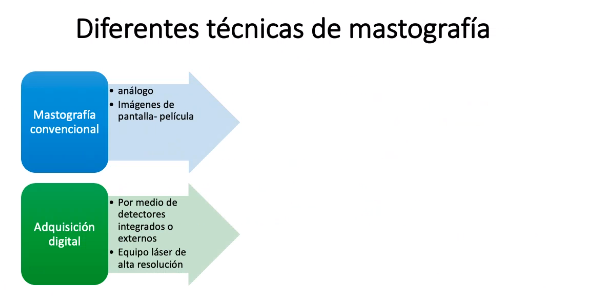 Diferentes técnicas de mastografía
Mastografía
convencional
• análogo
• Imágenes de
pantalla- película
Adquisición
digital
• Por medio de
detectores
integrados o
externos
• Equipo láser de
alta resolución